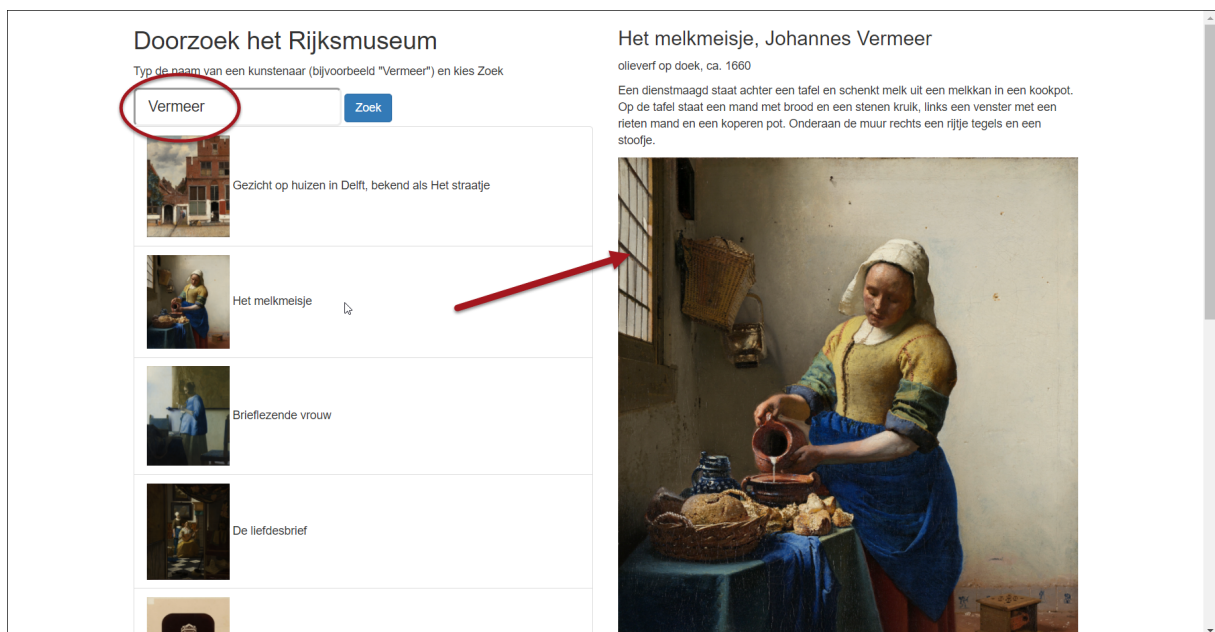 Doorzoek het Rijksmuseum
Typ de naam van een kunstenaar (bijvoorbeeld "Vermeer") en kies Zoek
Vermeer
Zoek
Gezicht op huizen in Delft, bekend als Het straatje
Het melkmeisje
Brieflezende vrouw
De liefdesbrief
Het melkmeisje, Johannes Vermeer
olieverf op doek, ca. 1660
Een dienstmaagd staat achter een tafel en schenkt melk uit een melkkan in een kookpot.
Op de tafel staat een mand met brood en een stenen kruik, links een venster met een
rieten mand en een koperen pot. Onderaan de muur rechts een rijtje tegels en een
stoofje.